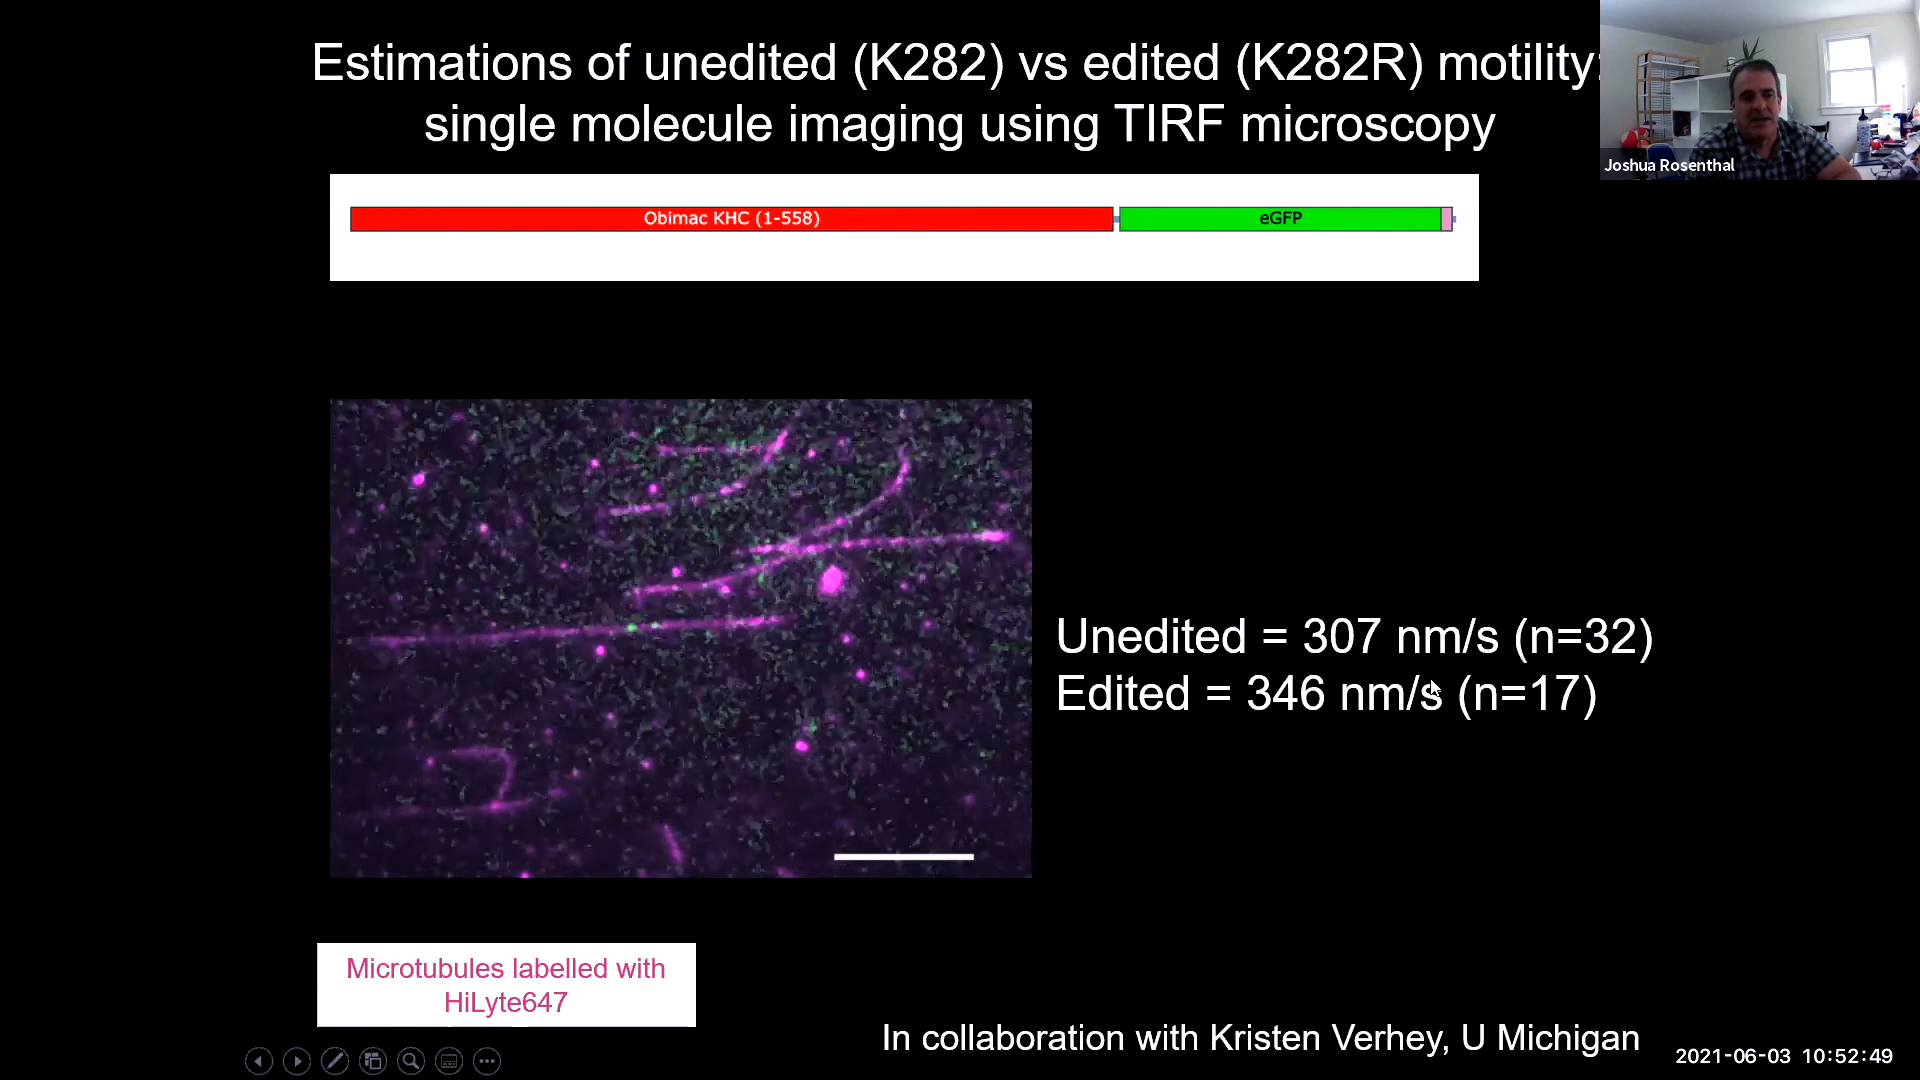 Estimations of unedited (K282) vs edited (K282R) motility:
single molecule imaging using TIRF microscopy
Joshua Rosenthal
Obimac KHC (1-558)
eGFP
Unedited = 307 nm/s (n=32)
Edited = 346 nm/s (n=17)
Microtubules labelled with
HiLyte647
In collaboration with Kristen Verhey, U Michigan
2021-06-03 10:52:49